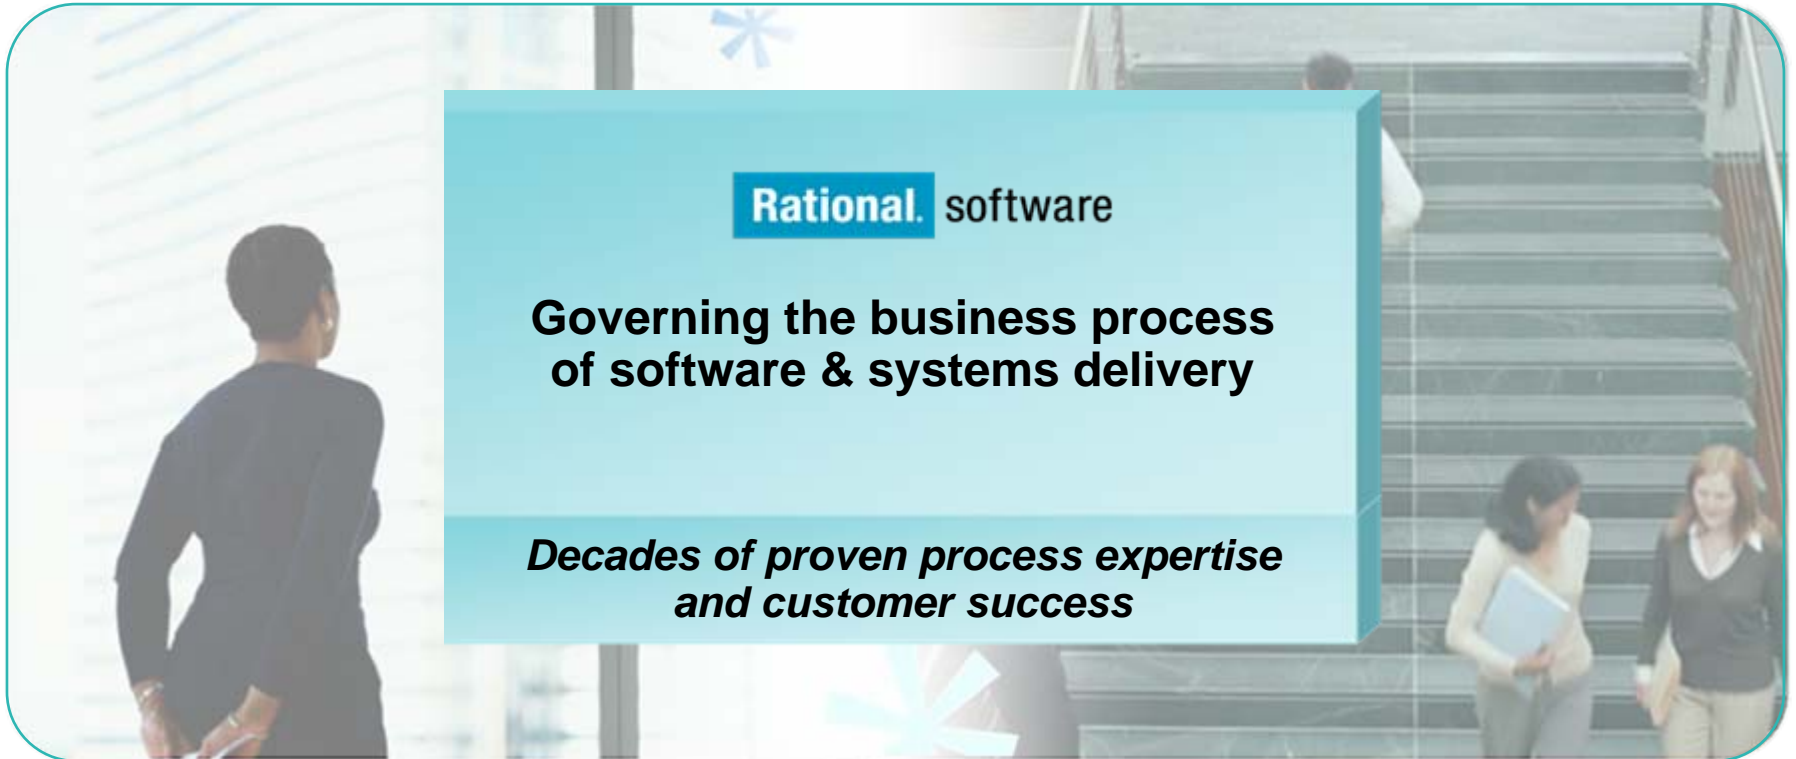 Rational. software
Governing the business process
of software & systems delivery
Decades of proven process expertise
and customer success